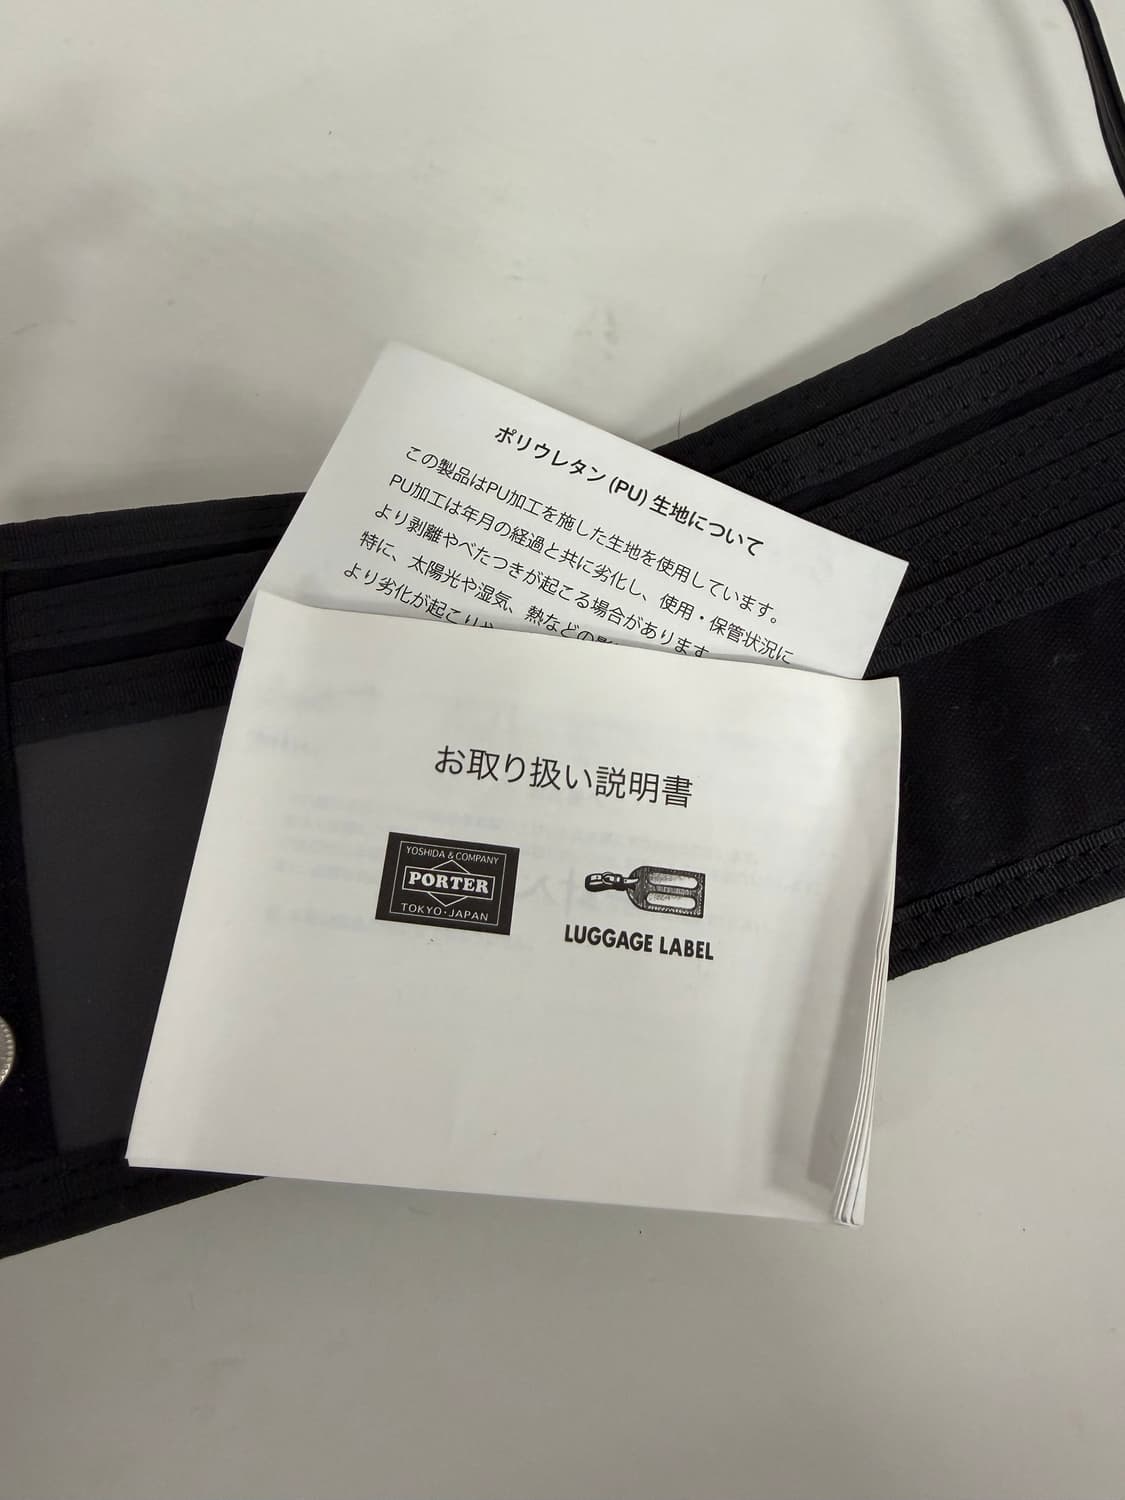 ポリウレタン (PU) 生地について
この製品はPU加工を施した生地を使用しています。
PU加工は年月の経過と共に劣化し、使用・保管状況に
より剥離やべたつきが起こる場合があります
特に、太陽光や湿気、熱などの
より劣化が起こり
お取り扱い説明書
YOSHIDA & COMPANY
PORTER
TOKYO・JAPAN
LUGGAGE LABEL